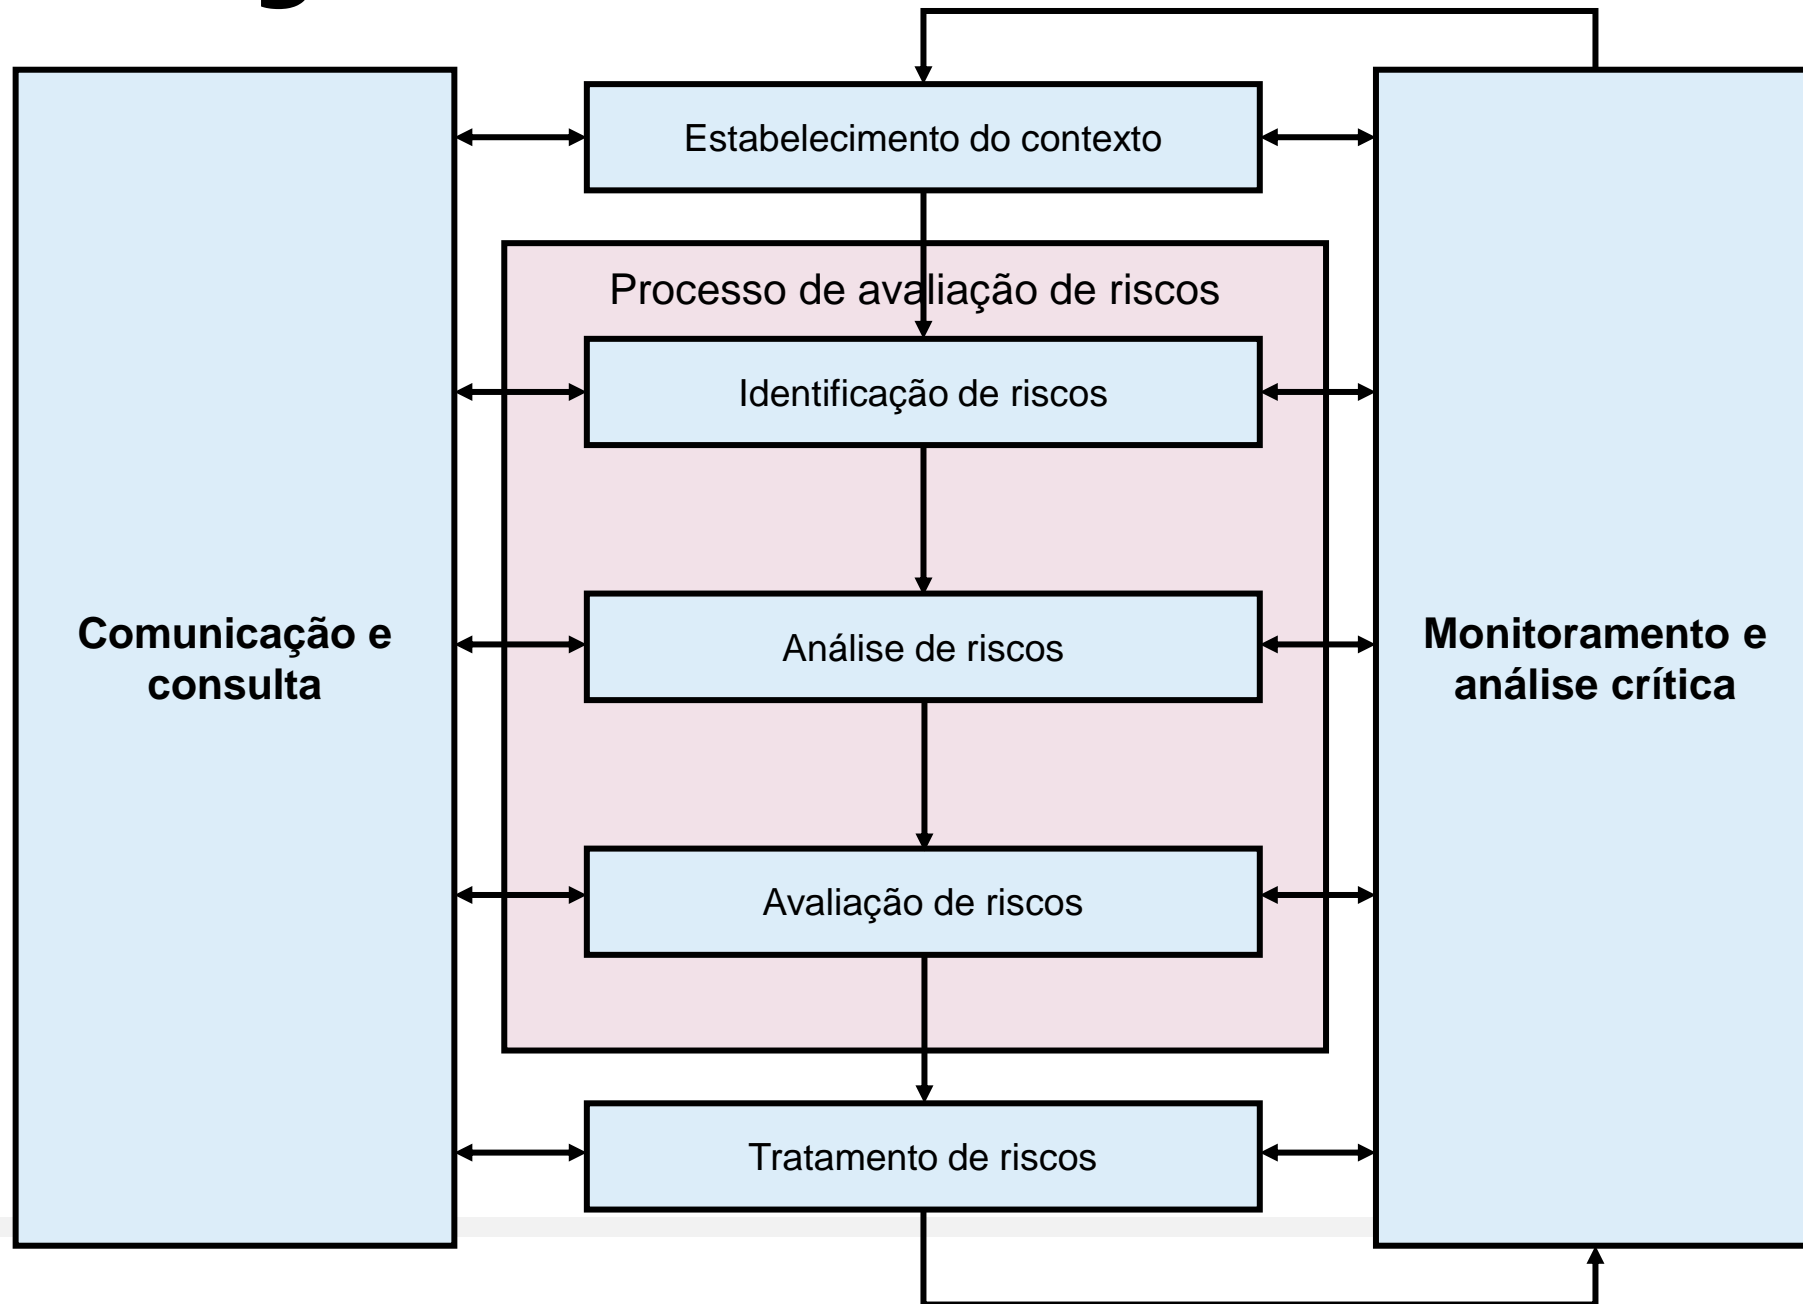 Estabelecimento do contexto
Processo de avaliação de riscos
Identificação de riscos
Comunicação e
consulta
Análise de riscos
Monitoramento e
análise crítica
Avaliação de riscos
Tratamento de riscos